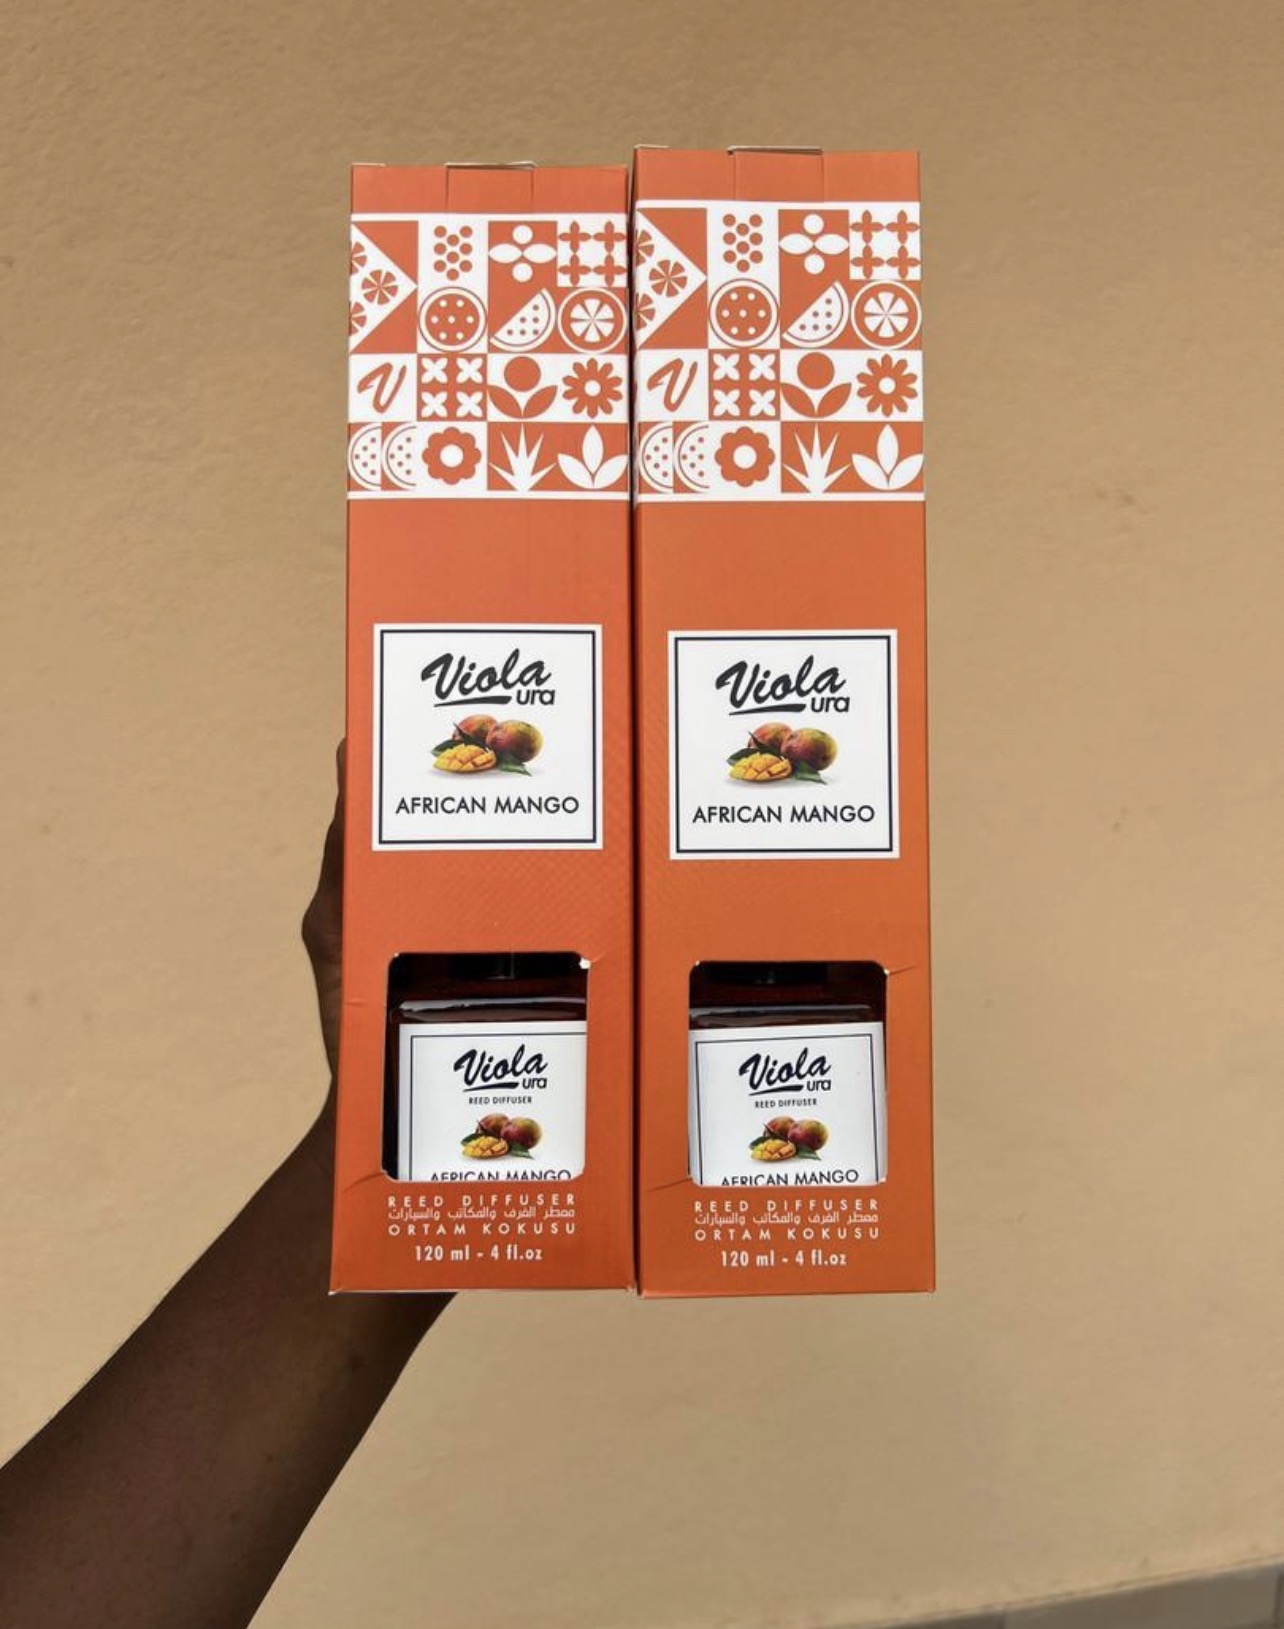 Viola
ura
AFRICAN MANGO
Viola
ura
REED DIFFUSER
AFRICAN MANGO
REED DIFFUSER
معطر الغرف والمكاتب والسيارات
ORTAM KOKUSU
120 ml - 4 fl.oz
Viola
ura
AFRICAN MANGO
Viola
ura
REED DIFFUSER
AFRICAN MANGO
REED DIFFUSER
معطر الغرف والمكاتب والسيارات
ORTAM KOKUSU
120 ml - 4 fl.oz